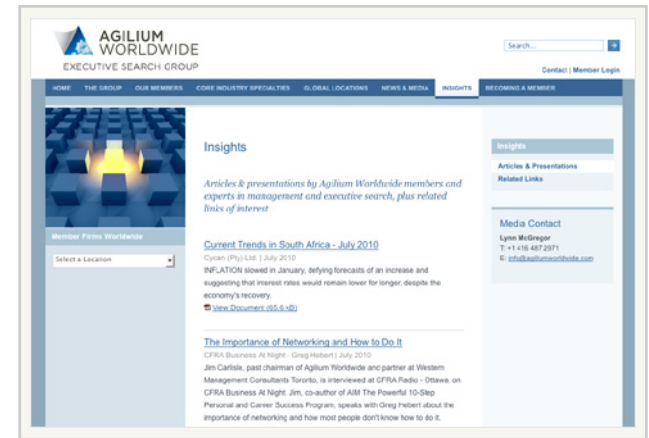 AGILIUM
WORLDWIDE
EXECUTIVE SEARCH GROUP
Search...
Contact | Member Login
HOME THE GROUP OUR MEMBERS CORE INDUSTRY SPECIALTIES GLOBAL LOCATIONS NEWS & MEDIA INSIGHTS BECOMING A MEMBER
Member Firms Worldwide
Select a Location
Insights
Articles & presentations by Agilium Worldwide members and
experts in management and executive search, plus related
links of interest
Current Trends in South Africa - July 2010
Cycan (Pty) Ltd. | July 2010
INFLATION slowed in January, defying forecasts of an increase and
suggesting that interest rates would remain lower for longer, despite the
economy's recovery.
View Document (65.6 kB)
The Importance of Networking and How to Do It
CFRA Business At Night - Greg Hebert | July 2010
Jim Carlisle, past chairman of Agilium Worldwide and partner at Western
Management Consultants Toronto, is interviewed at CFRA Radio - Ottawa, on
CFRA Business At Night. Jim, co-author of AIM The Powerful 10-Step
Personal and Career Success Program, speaks with Greg Hebert about the
importance of networking and how most people don't know how to do it.
Insights
Articles & Presentations
Related Links
Media Contact
Lynn McGregor
T: +1 416 487 2971
E: info@agiliumworldwide.com